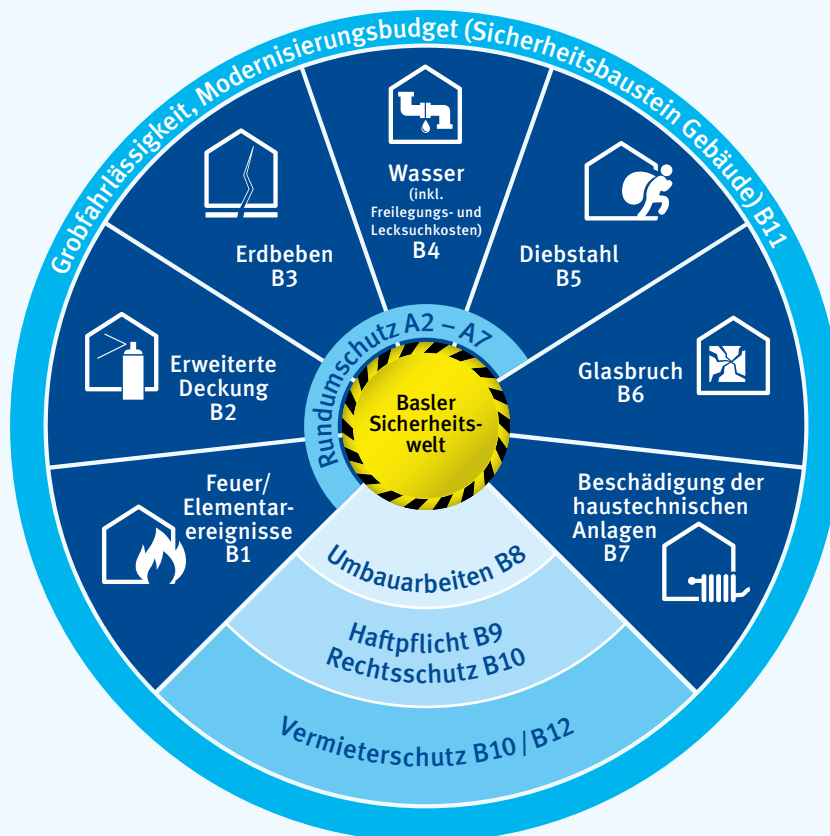 Grobfahrlässigkeit, Modernisierungsbudget (Sicherheitsbaustein Gebäude) B11
Wasser
(inkl.
Freilegungs- und
Lecksuchkosten)
B4
Erdbeben
B3
Diebstahl
B5
Erweiterte
Deckung
B2
Glasbruch
B6
Feuer/
Elementar-
ereignisse
B1
Beschädigung der
haustechnischen
Anlagen
B7
Rundumschutz A2 – A7
Basler
Sicherheits-
welt
Umbauarbeiten B8
Haftpflicht B9
Rechtsschutz B10
Vermieterschutz B10 / B12